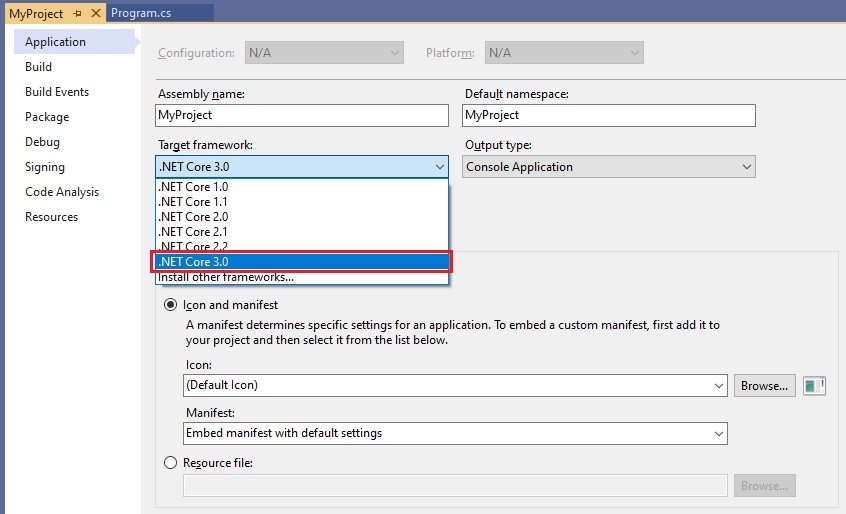 MyProject
Program.cs
Application
Build
Build Events
Package
Debug
Signing
Code Analysis
Resources
Configuration: N/A Platform: N/A
Assembly name: Default namespace:
MyProject MyProject
Target framework: Output type:
.NET Core 3.0 Console Application
.NET Core 1.0
.NET Core 1.1
.NET Core 2.0
.NET Core 2.1
.NET Core 2.2
.NET Core 3.0
Install other frameworks...
Icon and manifest
A manifest determines specific settings for an application. To embed a custom manifest, first add it to
your project and then select it from the list below.
Icon:
(Default Icon) Browse...
Manifest:
Embed manifest with default settings
Resource file:
Browse...